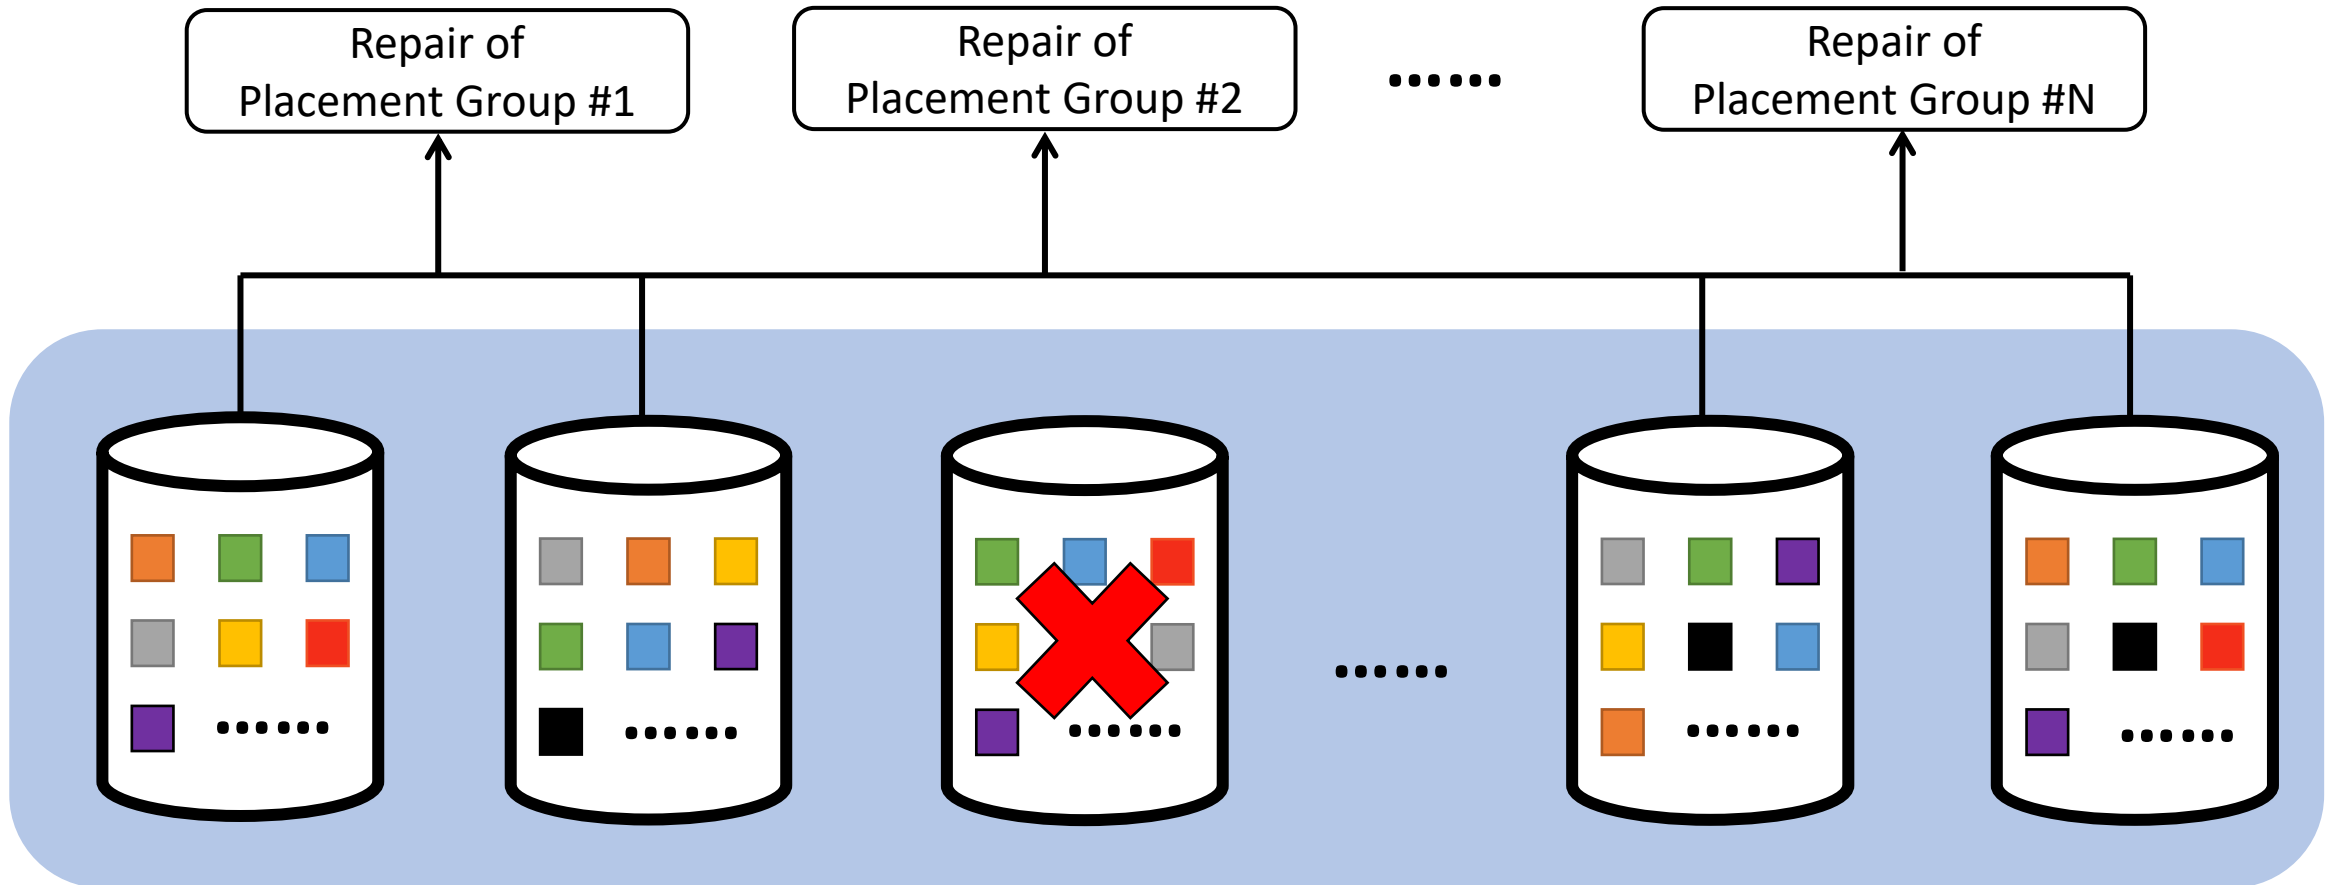 Repair of
Placement Group #1
Repair of
Placement Group #2
......
Repair of
Placement Group #N
......
......
......
......
......
......